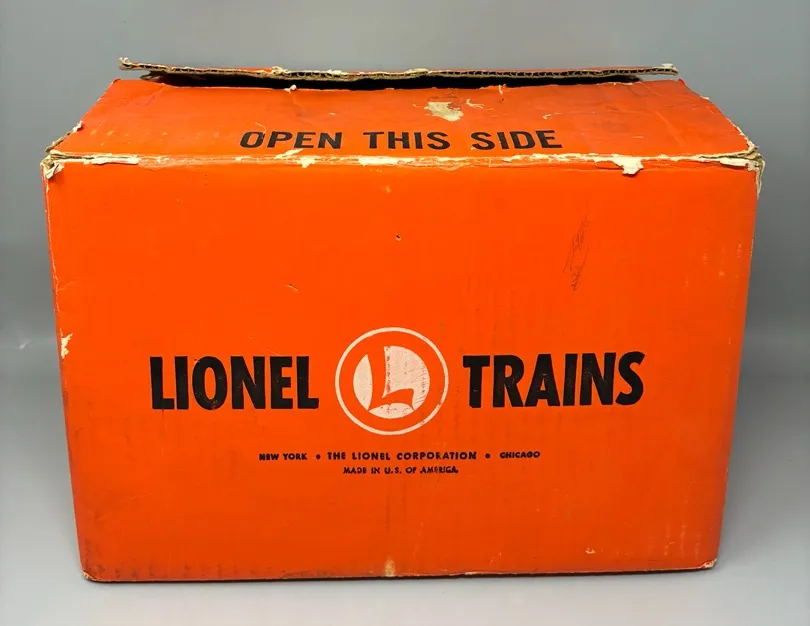 OPEN THIS SIDE
LIONEL L TRAINS
NEW YORK • THE LIONEL CORPORATION • CHICAGO
MADE IN U.S. OF AMERICA